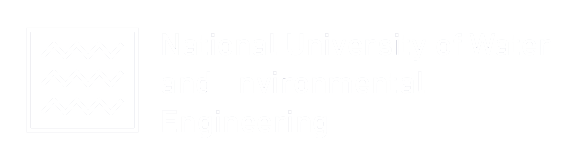 National University of Water
and Environmental
Engineering